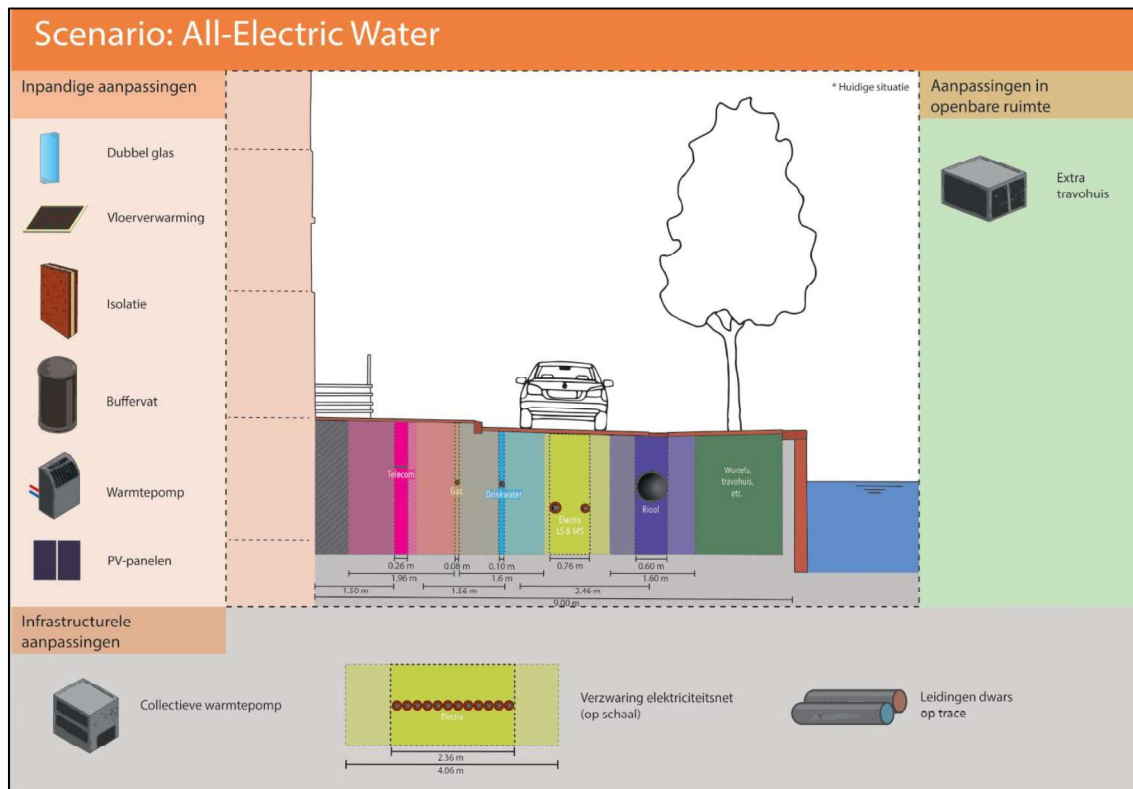 Scenario: All-Electric Water
Inpandige aanpassingen
Dubbel glas
Vloerverwarming
Isolatie
Buffervat
Warmtepomp
PV-panelen
* Huidige situatie
Aanpassingen in
openbare ruimte
Extra
travohuis
Telecom
Gas
Drinkwater
Electra
LS & MS
Riool
Wortels,
travohuis,
etc.
0.26 m
0.08 m
0.10 m
0.76 m
0.60 m
1.96 m
1.6 m
1.60 m
1.50 m
1.56 m
2.46 m
9.00 m
Infrastructurele
aanpassingen
Collectieve warmtepomp
Electra
2.36 m
4.06 m
Verzwaring elektriciteitsnet
(op schaal)
Leidingen dwars
op trace